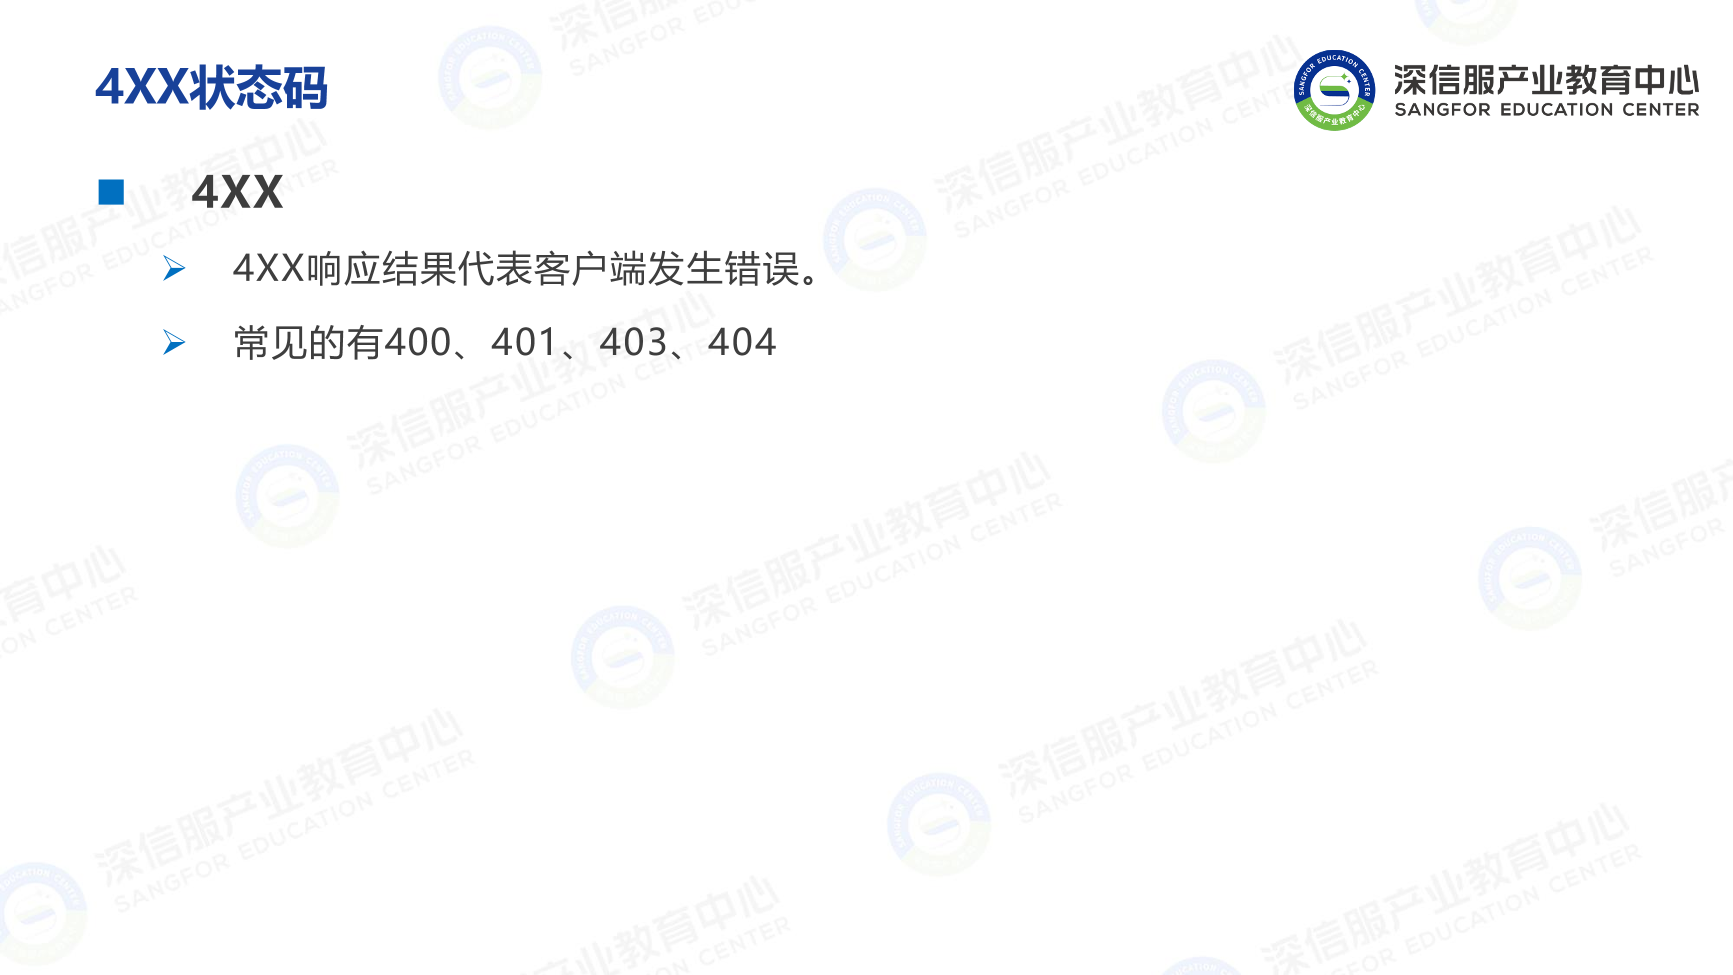 4XX状态码
深信服产业教育中心
SANGFOR EDUCATION CENTER
4XX
4XX响应结果代表客户端发生错误。
常见的有400、401、403、404